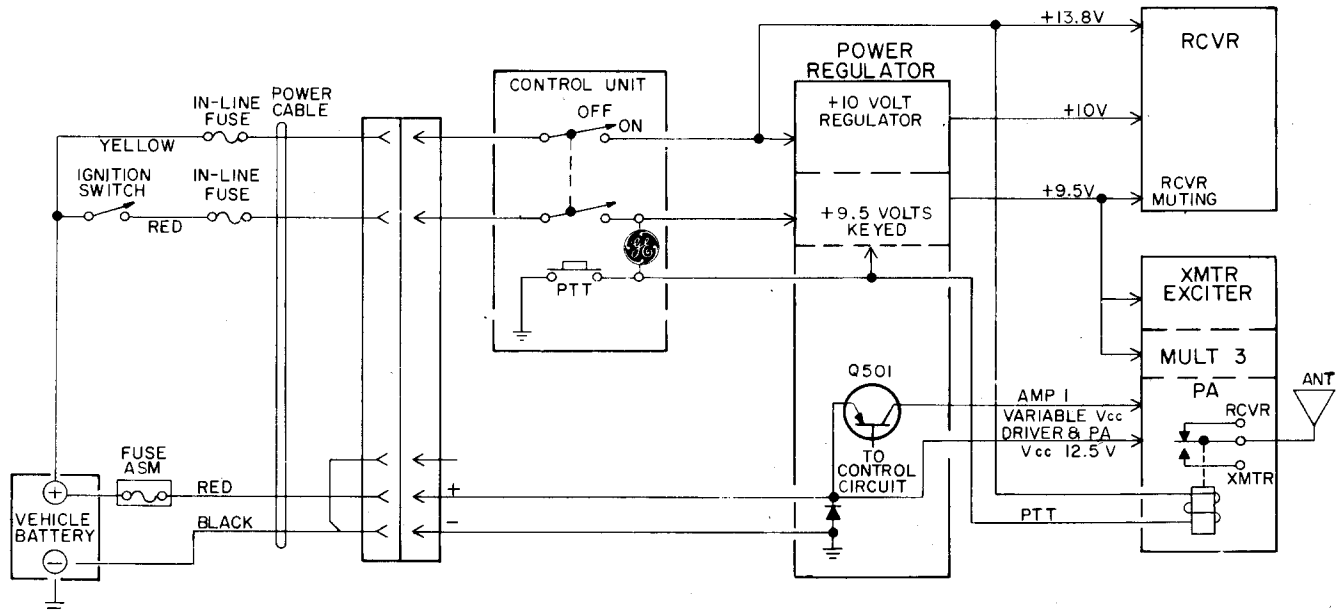 +13.8V
RCVR
POWER
REGULATOR
CONTROL UNIT
IN-LINE
FUSE
POWER
CABLE
OFF
ON
+10 VOLT
REGULATOR
+10V
YELLOW
IGNITION
SWITCH
IN-LINE
FUSE
RED
+9.5V
RCVR
MUTING
+9.5 VOLTS
KEYED
GE
PTT
XMTR
EXCITER
MULT 3
Q501
PA
ANT
AMP 1
VARIABLE Vcc
DRIVER & PA
Vcc 12.5 V
RCVR
XMTR
TO
CONTROL
CIRCUIT
FUSE
ASM
RED
+
+
VEHICLE
BATTERY
BLACK
-
-
PTT